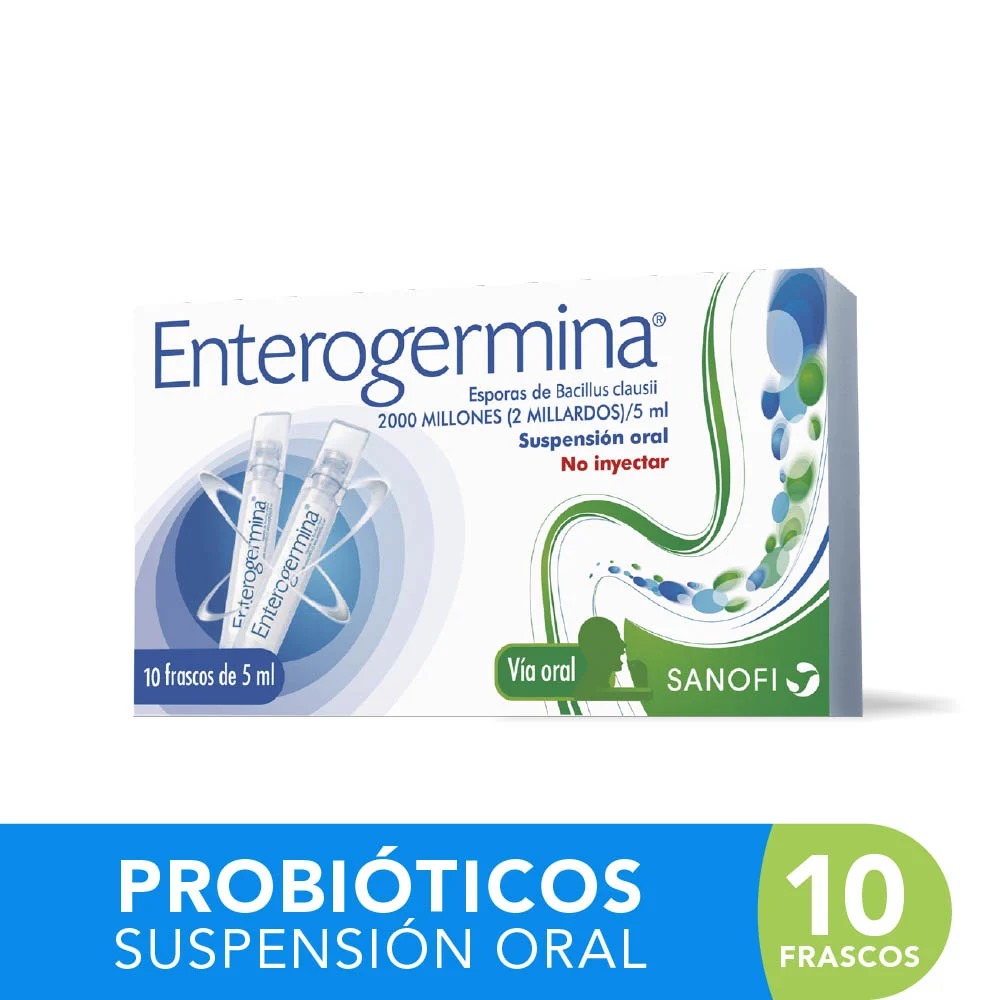 Enterogermina®
Esporas de Bacillus clausii
2000 MILLONES (2 MILLARDOS)/5 ml
Suspensión oral
No inyectar
Enterogermina®
Enterogermina®
10 frascos de 5 ml
Vía oral
SANOFI
PROBIÓTICOS
SUSPENSIÓN ORAL
10
FRASCOS